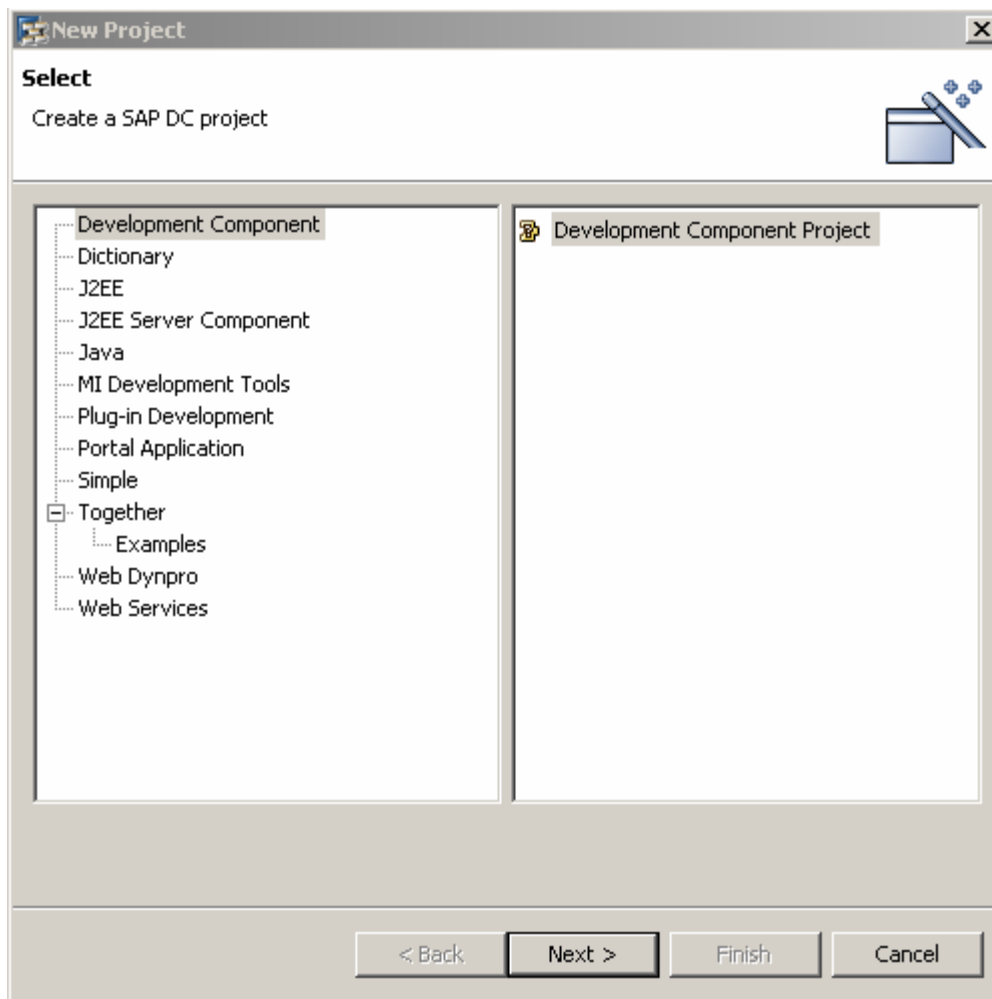 New Project
Select
Create a SAP DC project
Development Component
Dictionary
J2EE
J2EE Server Component
Java
MI Development Tools
Plug-in Development
Portal Application
Simple
Together
Examples
Web Dynpro
Web Services
Development Component Project
< Back
Next >
Finish
Cancel